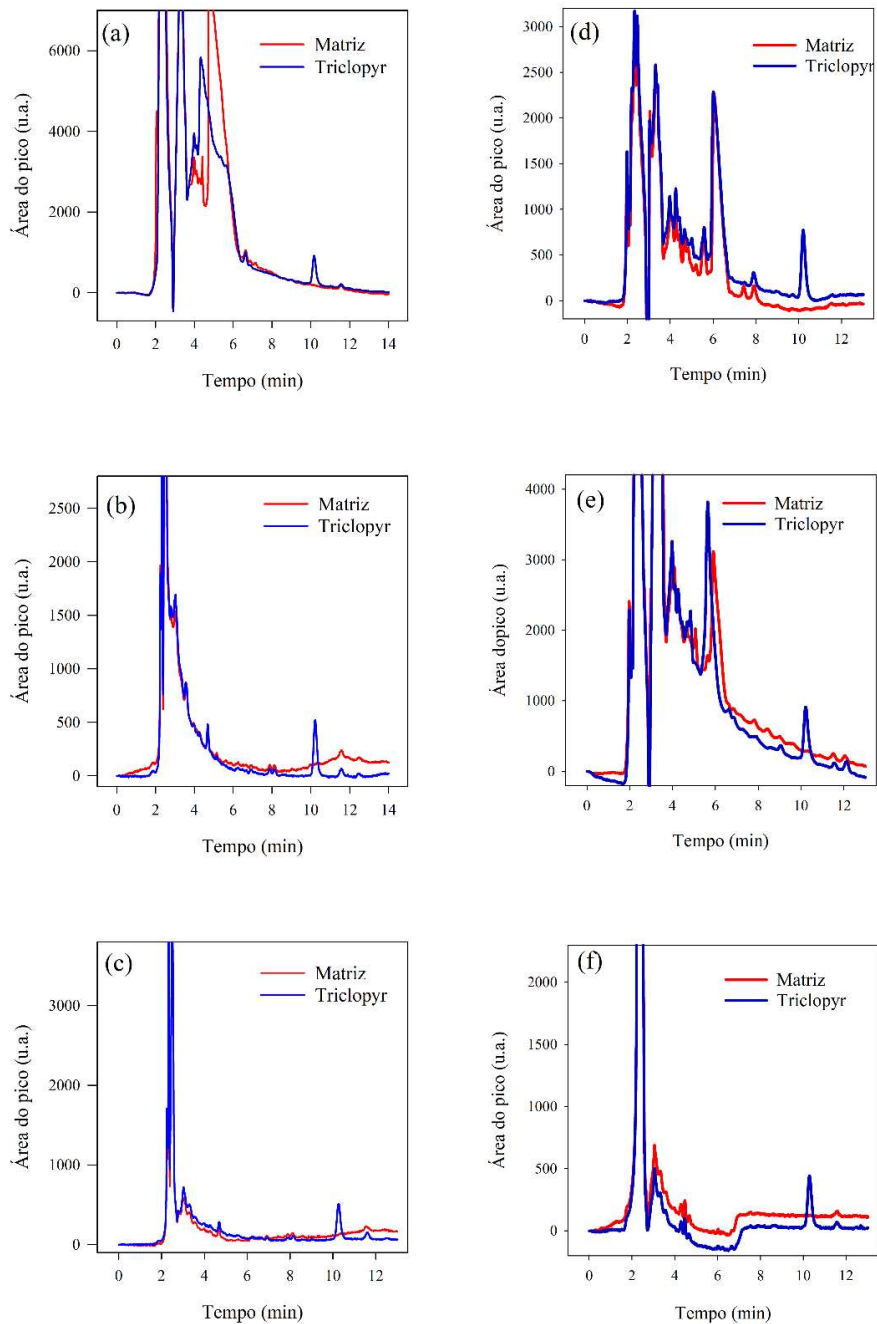 (a)
Matriz
Triclopyr
Área do pico (u.a.)
6000
4000
2000
0
0 2 4 6 8 10 12 14
Tempo (min)
(d)
Matriz
Triclopyr
Área do pico (u.a.)
3000
2500
2000
1500
1000
500
0
0 2 4 6 8 10 12
Tempo (min)
(b)
Matriz
Triclopyr
Área do pico (u.a.)
2500
2000
1500
1000
500
0
0 2 4 6 8 10 12 14
Tempo (min)
(e)
Matriz
Triclopyr
Área dopico (u.a.)
4000
3000
2000
1000
0
0 2 4 6 8 10 12
Tempo (min)
(c)
Matriz
Triclopyr
Área do pico (u.a.)
3000
2000
1000
0
0 2 4 6 8 10 12
Tempo (min)
(f)
Matriz
Triclopyr
Área do pico (u.a.)
2000
1500
1000
500
0
0 2 4 6 8 10 12
Tempo (min)